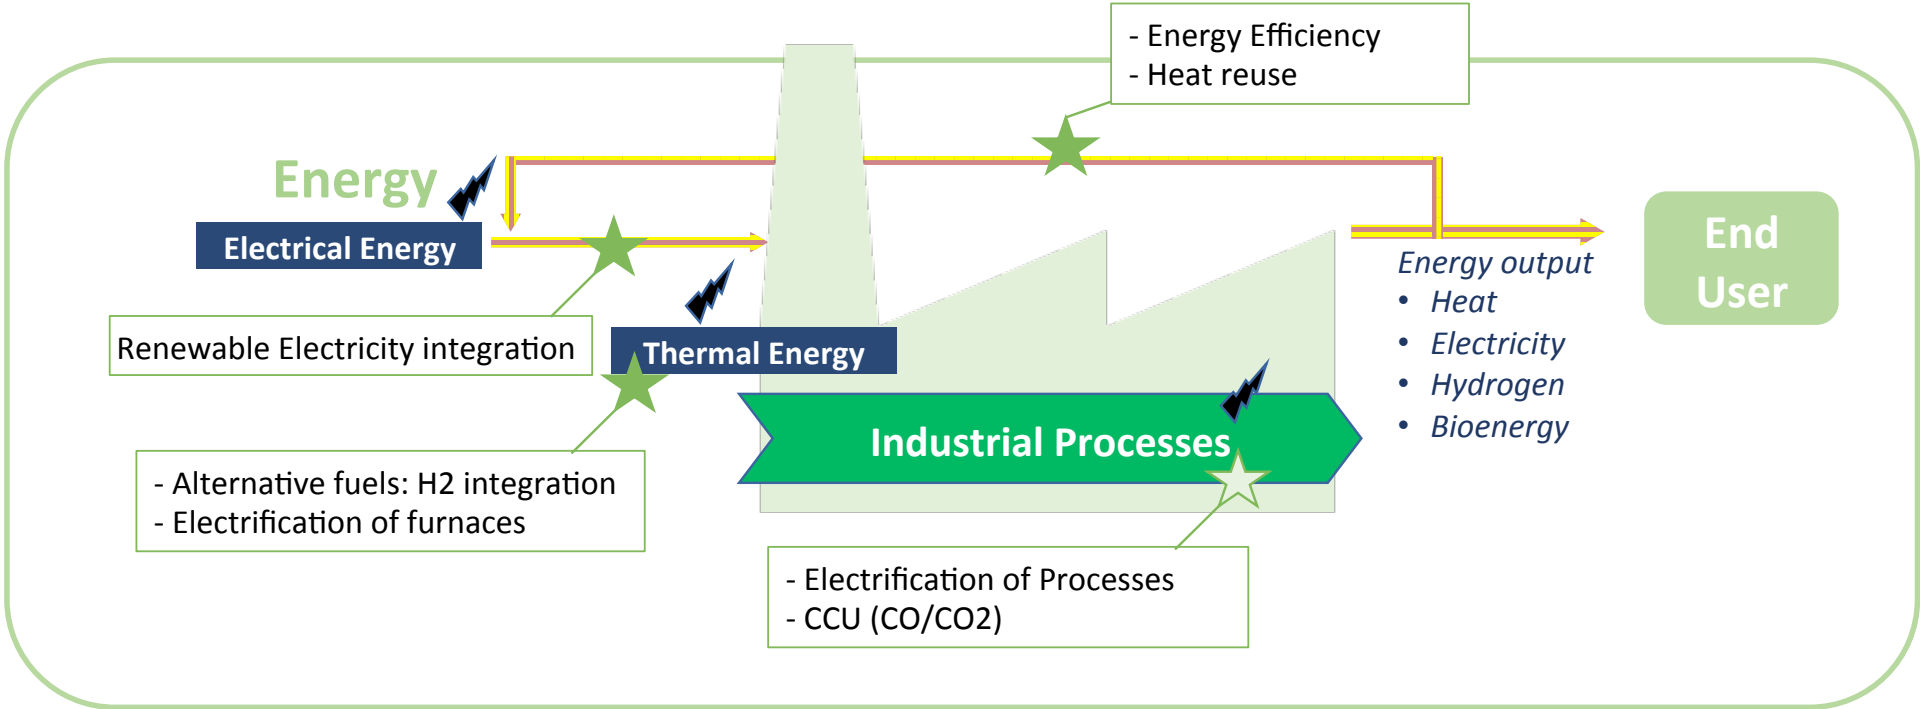 - Energy Efficiency
- Heat reuse
Energy
Electrical Energy
Renewable Electricity integration
Thermal Energy
- Alternative fuels: H2 integration
- Electrification of furnaces
Industrial Processes
- Electrification of Processes
- CCU (CO/CO2)
Energy output
• Heat
• Electricity
• Hydrogen
• Bioenergy
End
User